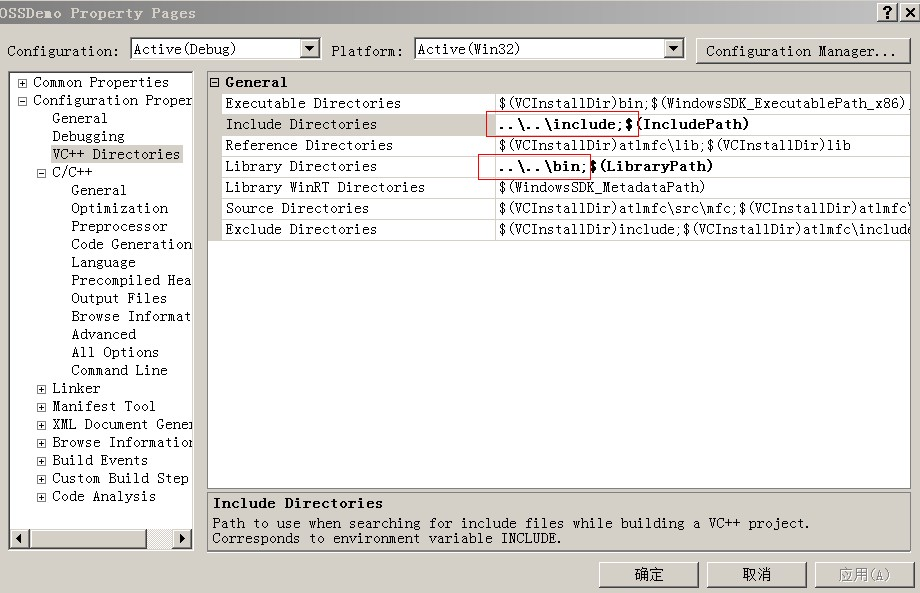 OSSDemo Property Pages
Configuration: Active(Debug) Platform: Active(Win32) Configuration Manager...
Common Properties
Configuration Proper
General
Debugging
VC++ Directories
C/C++
General
Optimization
Preprocessor
Code Generation
Language
Precompiled Hea
Output Files
Browse Informat
Advanced
All Options
Command Line
Linker
Manifest Tool
XML Document Gener
Browse Information
Build Events
Custom Build Step
Code Analysis
General
Executable Directories $(VCInstallDir)bin;$(WindowsSDK_ExecutablePath_x86)
Include Directories ..\..\include;$(IncludePath)
Reference Directories $(VCInstallDir)atlmfc\lib;$(VCInstallDir)lib
Library Directories ..\..\bin;$(LibraryPath)
Library WinRT Directories $(WindowsSDK_MetadataPath)
Source Directories $(VCInstallDir)atlmfc\src\mfc;$(VCInstallDir)atlmfc\
Exclude Directories $(VCInstallDir)include;$(VCInstallDir)atlmfc\include
Include Directories
Path to use when searching for include files while building a VC++ project.
Corresponds to environment variable INCLUDE.
确定 取消 应用(A)